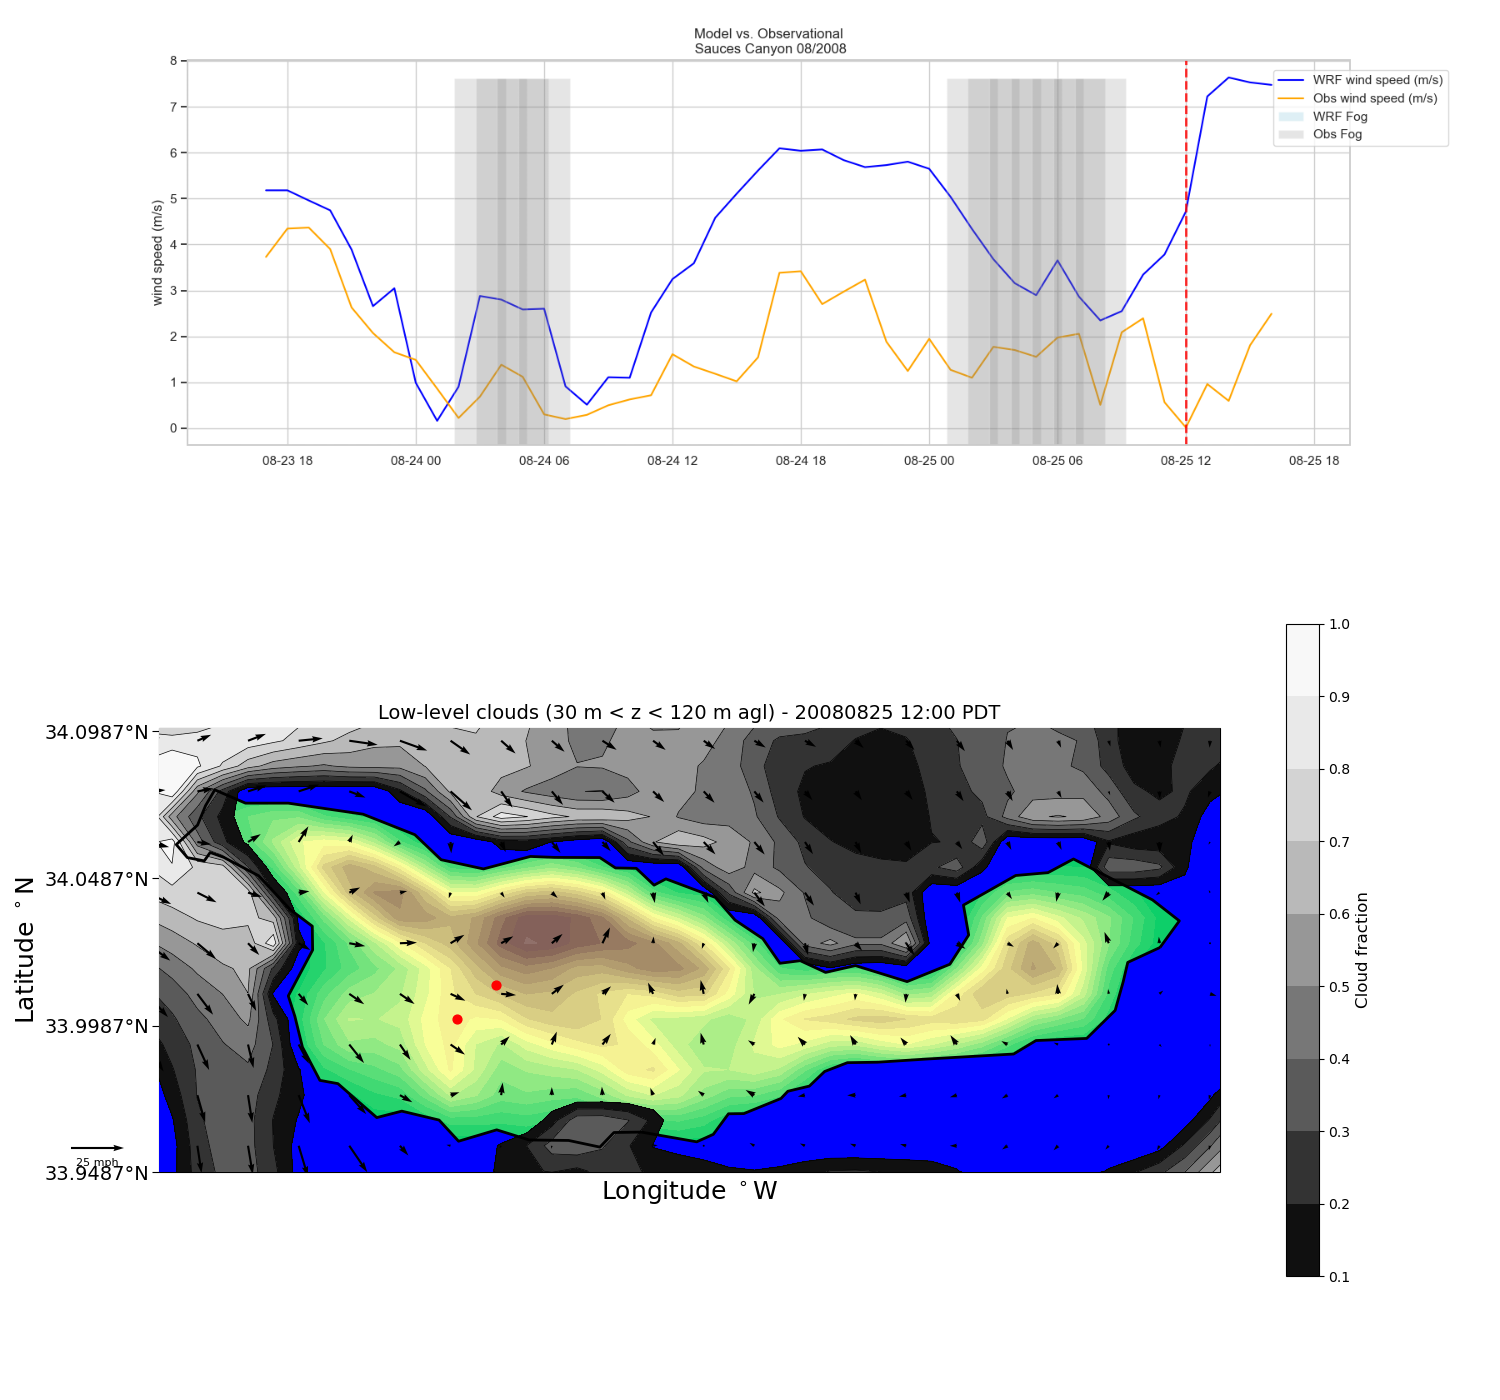 Model vs. Observational
Sauces Canyon 08/2008
8
7
6
5
4
3
2
1
0
wind speed (m/s)
WRF wind speed (m/s)
Obs wind speed (m/s)
WRF Fog
Obs Fog
08-23 18
08-24 00
08-24 06
08-24 12
08-24 18
08-25 00
08-25 06
08-25 12
08-25 18
Low-level clouds (30 m < z < 120 m agl) - 20080825 12:00 PDT
34.0987°N
34.0487°N
33.9987°N
33.9487°N
Latitude °N
25 mph
Longitude °W
1.0
0.9
0.8
0.7
0.6
0.5
0.4
0.3
0.2
0.1
Cloud fraction